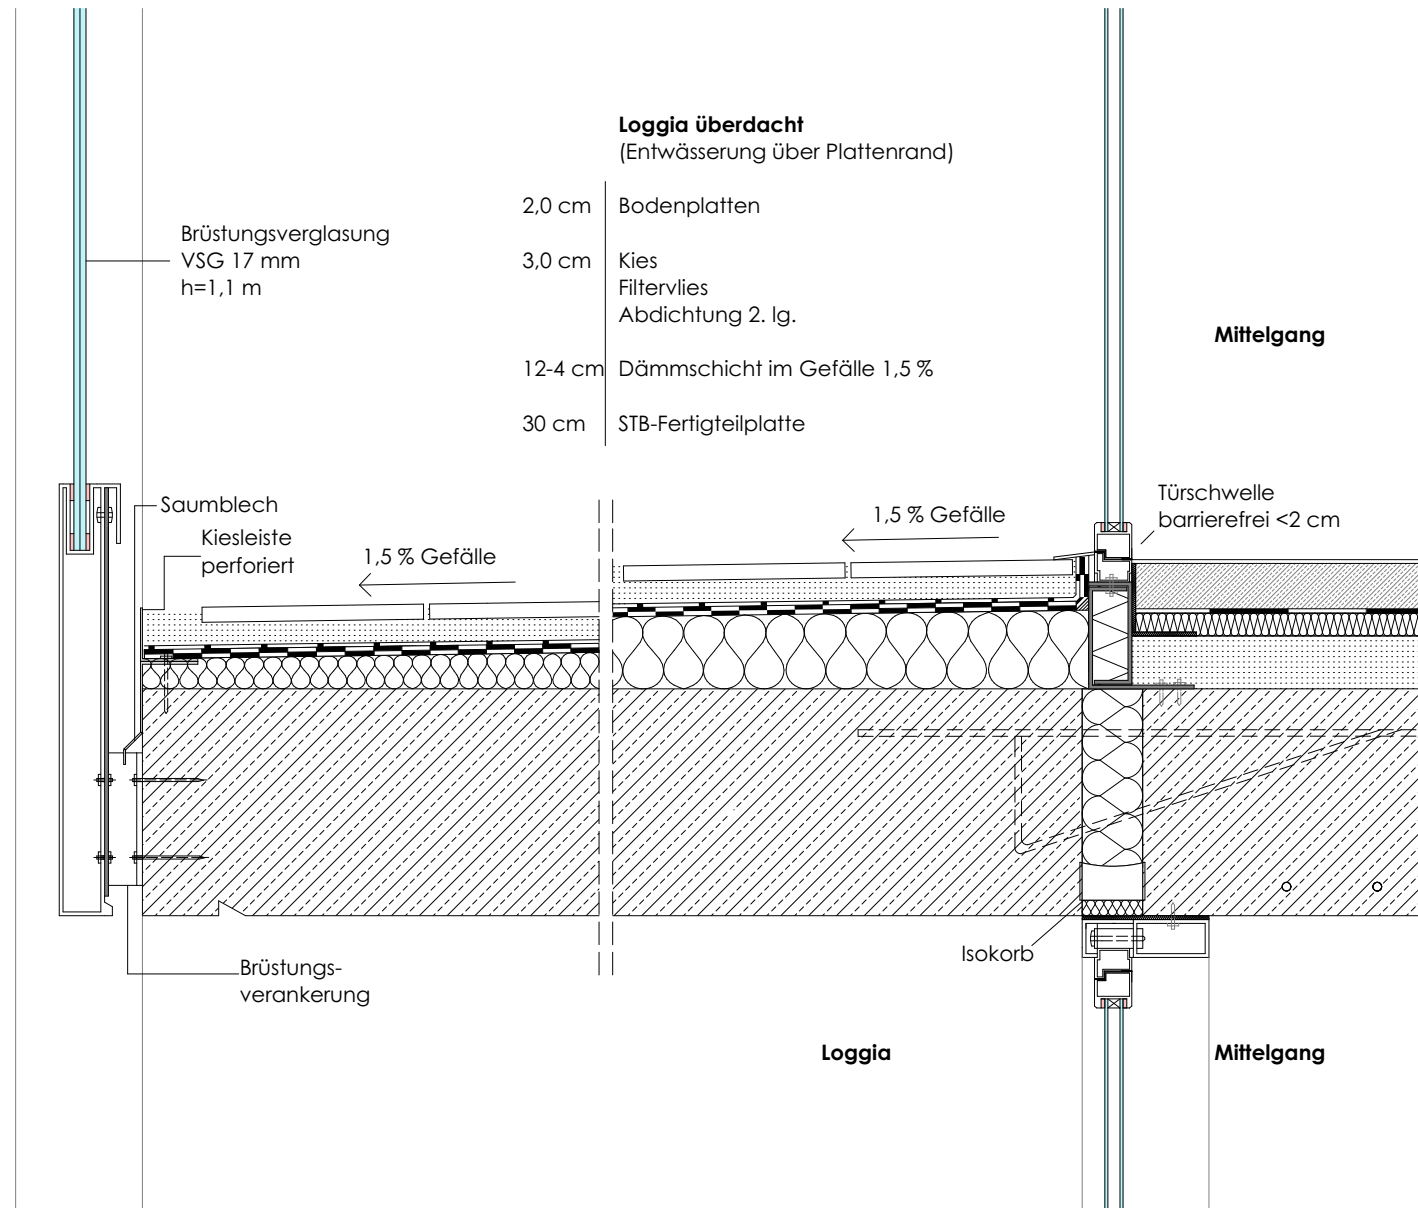 Loggia überdacht
(Entwässerung über Plattenrand)
2,0 cm Bodenplatten
3,0 cm Kies
Filtervlies
Abdichtung 2. lg.
12-4 cm Dämmschicht im Gefälle 1,5 %
30 cm STB-Fertigteilplatte
Brüstungsverglasung
VSG 17 mm
h=1,1 m
Mittelgang
Saumblech
Kiesleiste
perforiert
1,5 % Gefälle
1,5 % Gefälle
Türschwelle
barrierefrei <2 cm
Isokorb
Brüstungs-
verankerung
Loggia
Mittelgang